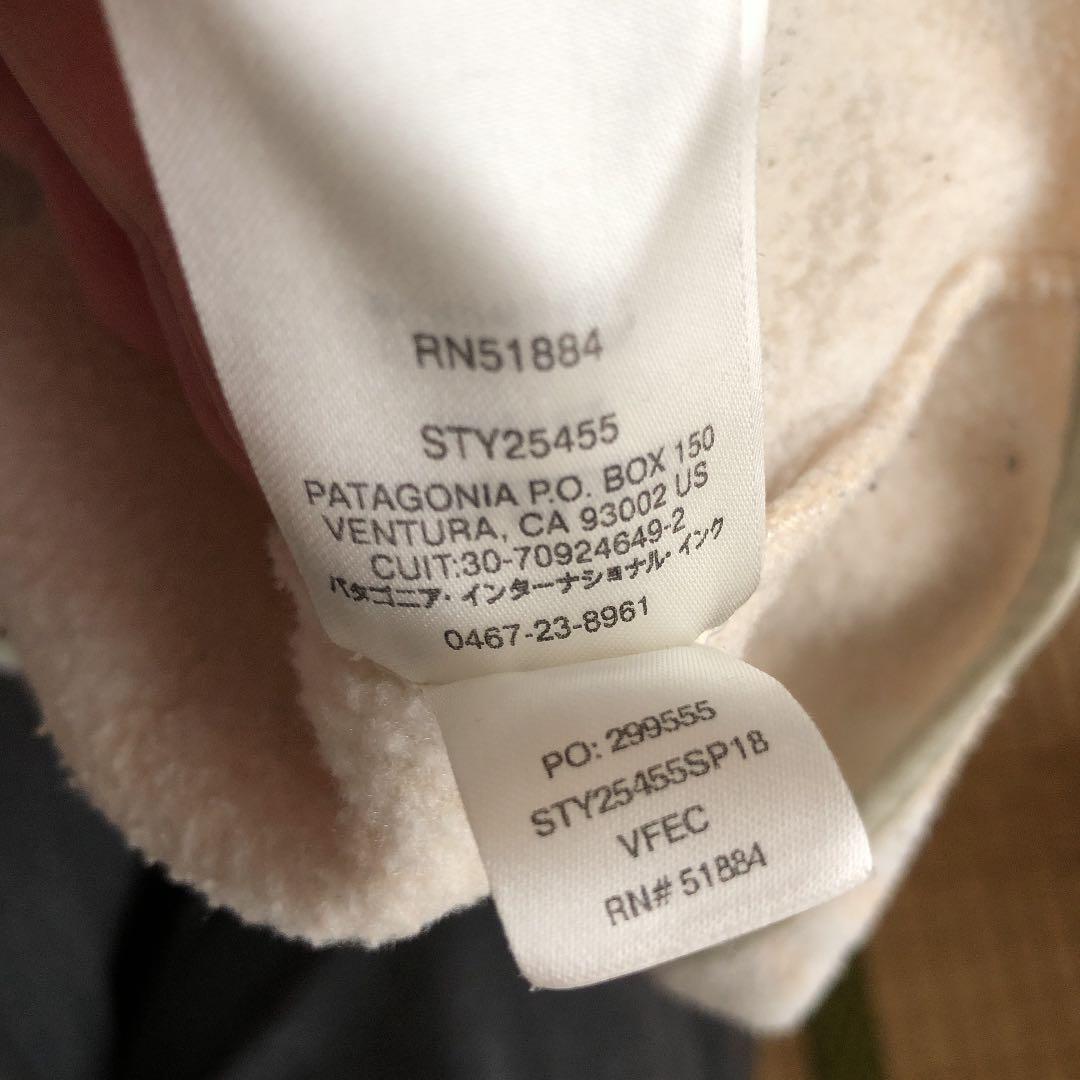 RN51884
STY25455
PATAGONIA P.O. BOX 150
VENTURA, CA 93002 US
CUIT:30-70924649-2
パタゴニア・インターナショナル・インク
0467-23-8961
PO: 299555
STY25455SP18
VFEC
RN# 51884